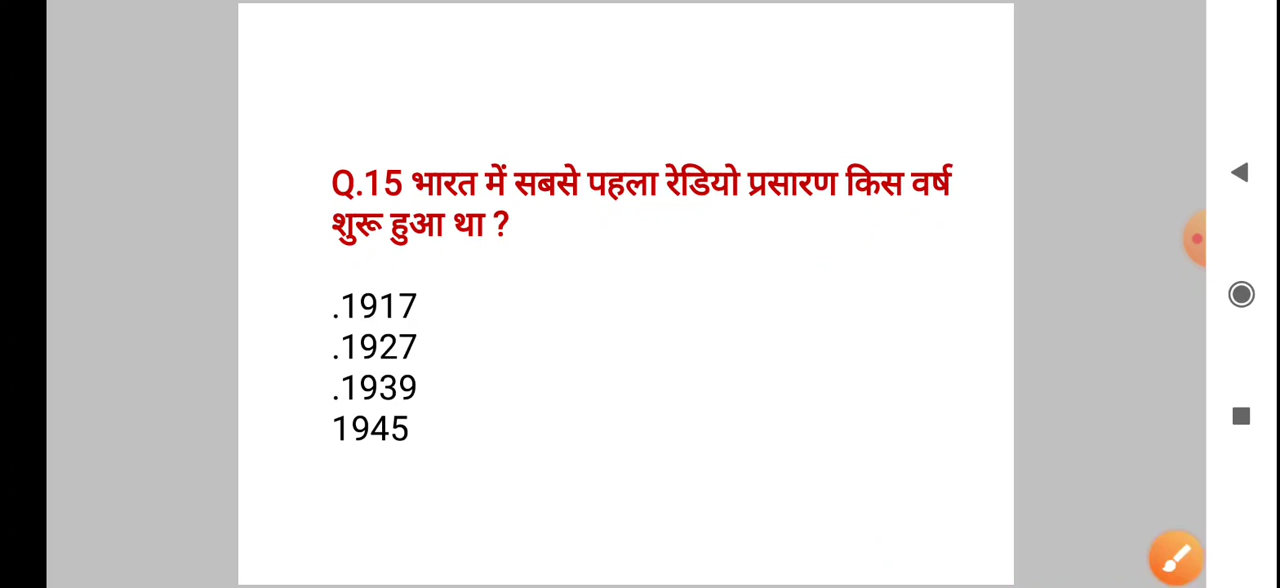 Q.15 भारत में सबसे पहला रेडियो प्रसारण किस वर्ष
शुरू हुआ था ?
.1917
.1927
.1939
1945